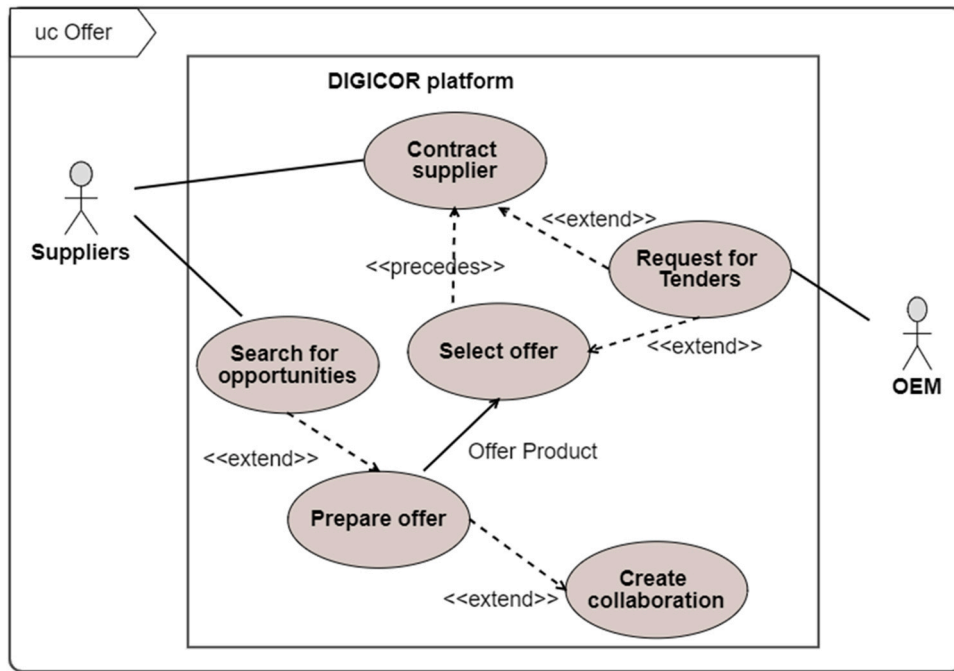 uc Offer
DIGICOR platform
Contract
supplier
<<extend>>
Suppliers
Request for
Tenders
<<precedes>>
Search for
opportunities
Select offer
<<extend>>
OEM
<<extend>>
Offer Product
Prepare offer
Create
collaboration
<<extend>>